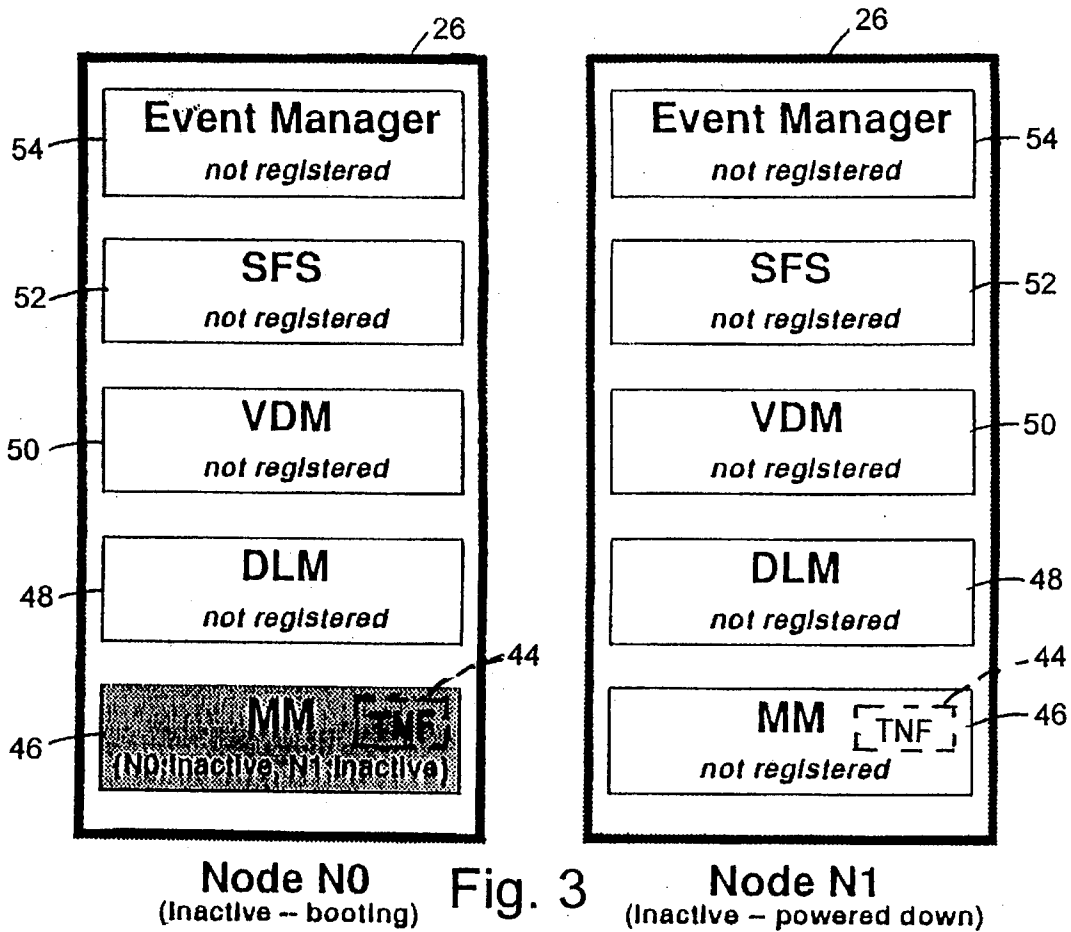 26
Event Manager
not registered
54
SFS
not registered
52
VDM
not registered
50
DLM
not registered
48
44
MM
TNF
(N0:Inactive, N1:Inactive)
46
Node N0
(Inactive -- booting)
26
Event Manager
not registered
54
SFS
not registered
52
VDM
not registered
50
DLM
not registered
48
44
MM
TNF
not registered
46
Node N1
(Inactive - powered down)
Fig. 3